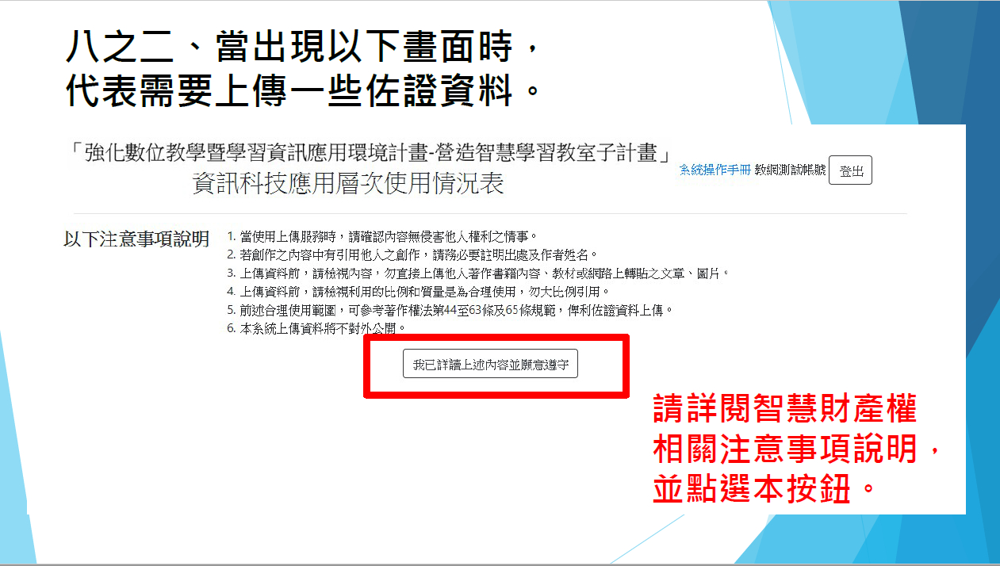 八之二、當出現以下畫面時，
代表需要上傳一些佐證資料。
「強化數位教學暨學習資訊應用環境計畫-營造智慧學習教室子計畫」
資訊科技應用層次使用情況表
系統操作手冊 教網測試帳號 登出
以下注意事項說明
1. 當使用上傳服務時，請確認內容無侵害他人權利之情事。
2. 若創作之內容中有引用他人之創作，請務必要註明出處及作者姓名。
3. 上傳資料前，請檢視內容，勿直接上傳他人著作書籍內容、教材或網路上轉貼之文章、圖片。
4. 上傳資料前，請檢視利用的比例和質量是為合理使用，勿大比例引用。
5. 前述合理使用範圍，可參考著作權法第44至63條及65條規範，俾利佐證資料上傳。
6. 本系統上傳資料將不對外公開。
我已詳讀上述內容並願意遵守
請詳閱智慧財產權
相關注意事項說明，
並點選本按鈕。